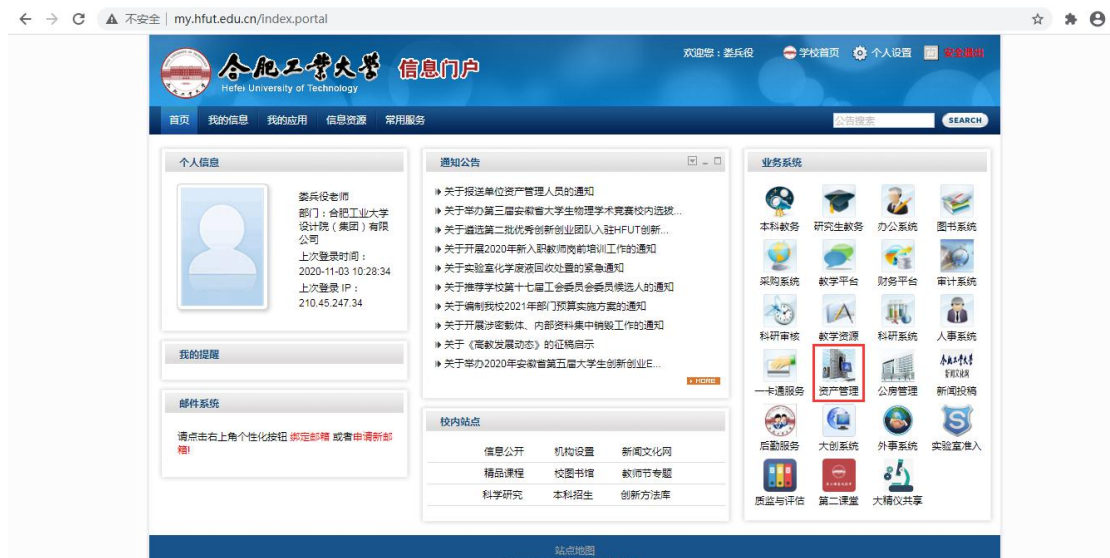 不安全 | my.hfut.edu.cn/index.portal
合肥工业大学 信息门户
Hefei University of Technology
欢迎您：娄兵役 学校首页 个人设置 安全退出
首页 我的信息 我的应用 信息资源 常用服务 公告搜索 SEARCH
个人信息
娄兵役老师
部门：合肥工业大学
设计院（集团）有限
公司
上次登录时间：
2020-11-03 10:28:34
上次登录 IP：
210.45.247.34
我的提醒
邮件系统
请点击右上角个性化按钮 绑定邮箱 或者申请新邮
箱!
通知公告
关于报送单位资产管理人员的通知
关于举办第三届安徽省大学生物理学术竞赛校内选拔...
关于遴选第二批优秀创新创业团队入驻HFUT创新...
关于开展2020年新入职教师岗前培训工作的通知
关于实验室化学废液回收处置的紧急通知
关于推荐学校第十七届工会委员会委员候选人的通知
关于编制我校2021年部门预算实施方案的通知
关于开展涉密载体、内部资料集中销毁工作的通知
关于《高教发展动态》的征稿启示
关于举办2020年安徽省第五届大学生创新创业E...
MORE
校内站点
信息公开 机构设置 新闻文化网
精品课程 校图书馆 教师节专题
科学研究 本科招生 创新方法库
业务系统
本科教务 研究生教务 办公系统 图书系统
采购系统 教学平台 财务平台 审计系统
科研审核 教学资源 科研系统 人事系统
合肥工业大学
新闻文化网
一卡通服务 资产管理 公房管理 新闻投稿
后勤服务 大创系统 外事系统 实验室准入
质监与评估 第二课堂 大精仪共享
站点地图